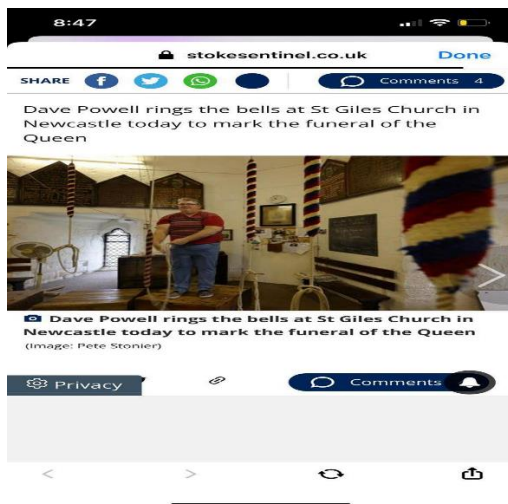 8:47
stokesentinel.co.uk Done
SHARE Comments 4
Dave Powell rings the bells at St Giles Church in
Newcastle today to mark the funeral of the
Queen
Dave Powell rings the bells at St Giles Church in
Newcastle today to mark the funeral of the Queen
(Image: Pete Stonier)
Privacy Comments